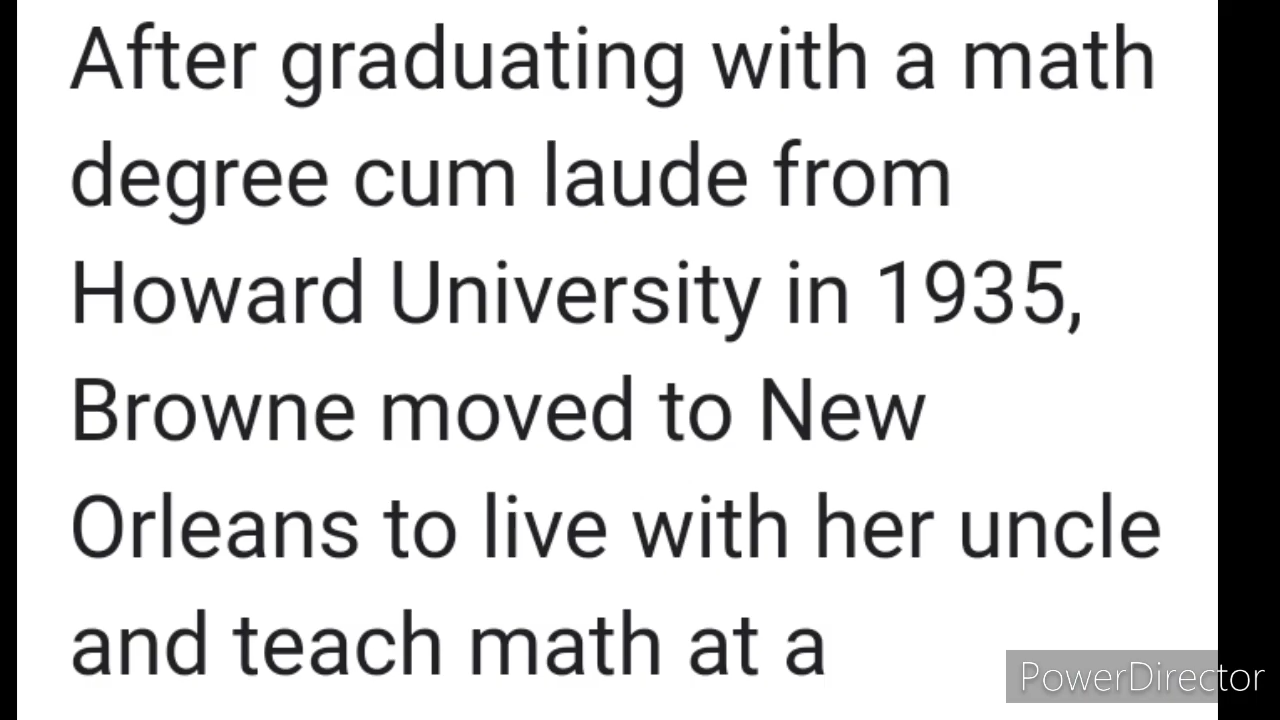 After graduating with a math
degree cum laude from
Howard University in 1935,
Browne moved to New
Orleans to live with her uncle
and teach math at a
PowerDirector